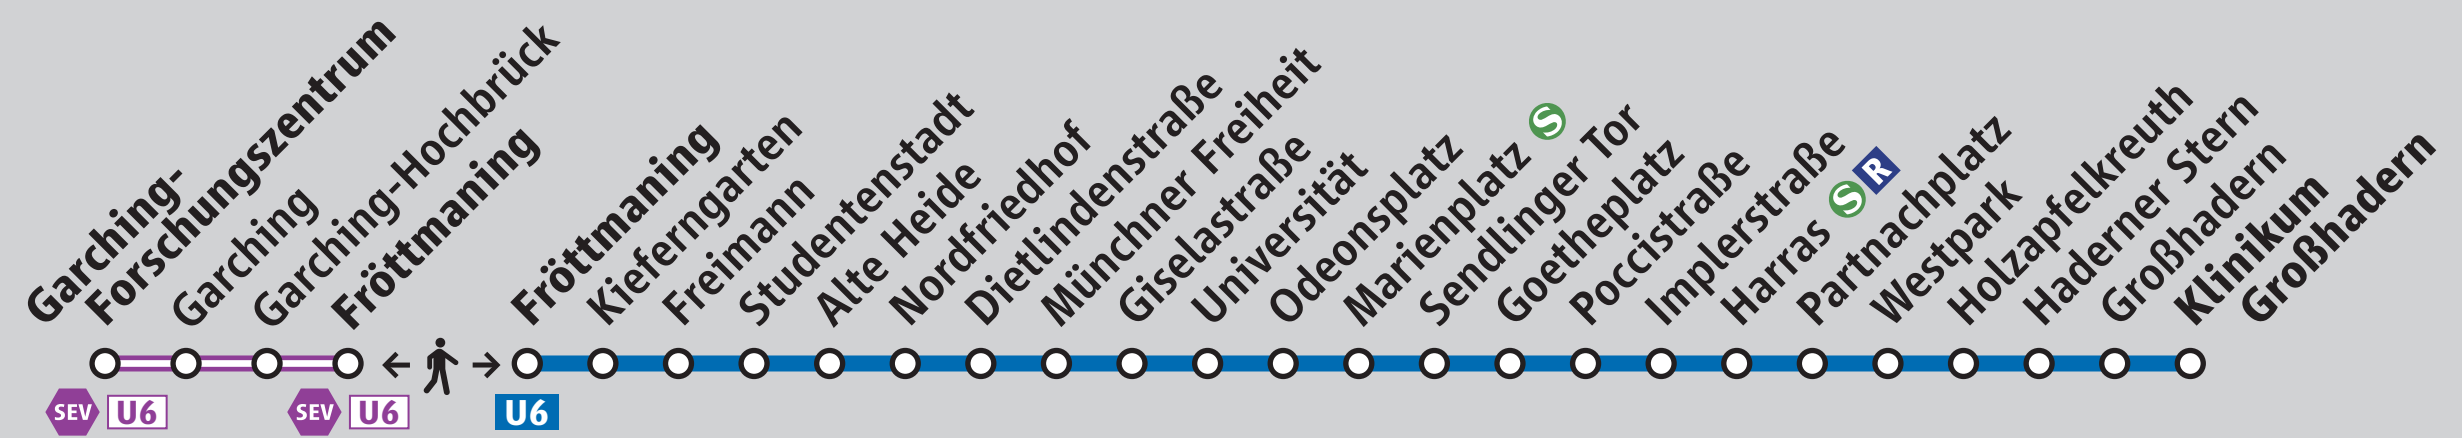 Garching-
Forschungszentrum
Garching
Garching-Hochbrück
Fröttmaning
Fröttmaning
Kieferngarten
Freimann
Studentenstadt
Alte Heide
Nordfriedhof
Dietlindenstraße
Münchner Freiheit
Giselastraße
Universität
Odeonsplatz
Marienplatz S
Sendlinger Tor
Goetheplatz
Poccistraße
Implerstraße
Harras S R
Partnachplatz
Westpark
Holzapfelkreuth
Haderner Stern
Großhadern
Klinikum
Großhadern
SEV U6
SEV U6
U6